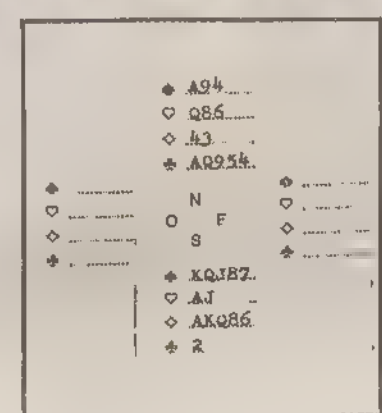 ♠ A94
♡ Q86
♢ 43
♣ AQ954
♠ ♠
♡ N ♡
♢ O E ♢
♣ S ♣
♠ KQJ87
♡ AJ
♢ AKQ86
♣ 2